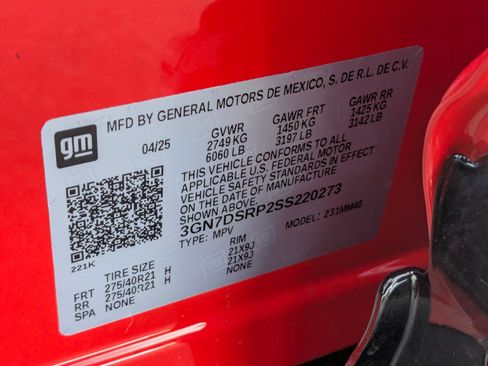 gm
MFD BY GENERAL MOTORS DE MEXICO, S. DE R.L. DE C.V.
04/25 GVWR GAWR FRT GAWR RR
2749 KG 1450 KG 1425 KG
6060 LB 3197 LB 3142 LB
THIS VEHICLE CONFORMS TO ALL
APPLICABLE U.S. FEDERAL MOTOR
VEHICLE SAFETY STANDARDS IN EFFECT
ON THE DATE OF MANUFACTURE
SHOWN ABOVE.
3GN7DSRP2SS220273
TYPE: MPV MODEL: 231MM48
221K
TIRE SIZE RIM
FRT 275/40R21 H 21X9J
RR 275/40R21 H 21X9J
SPA NONE NONE